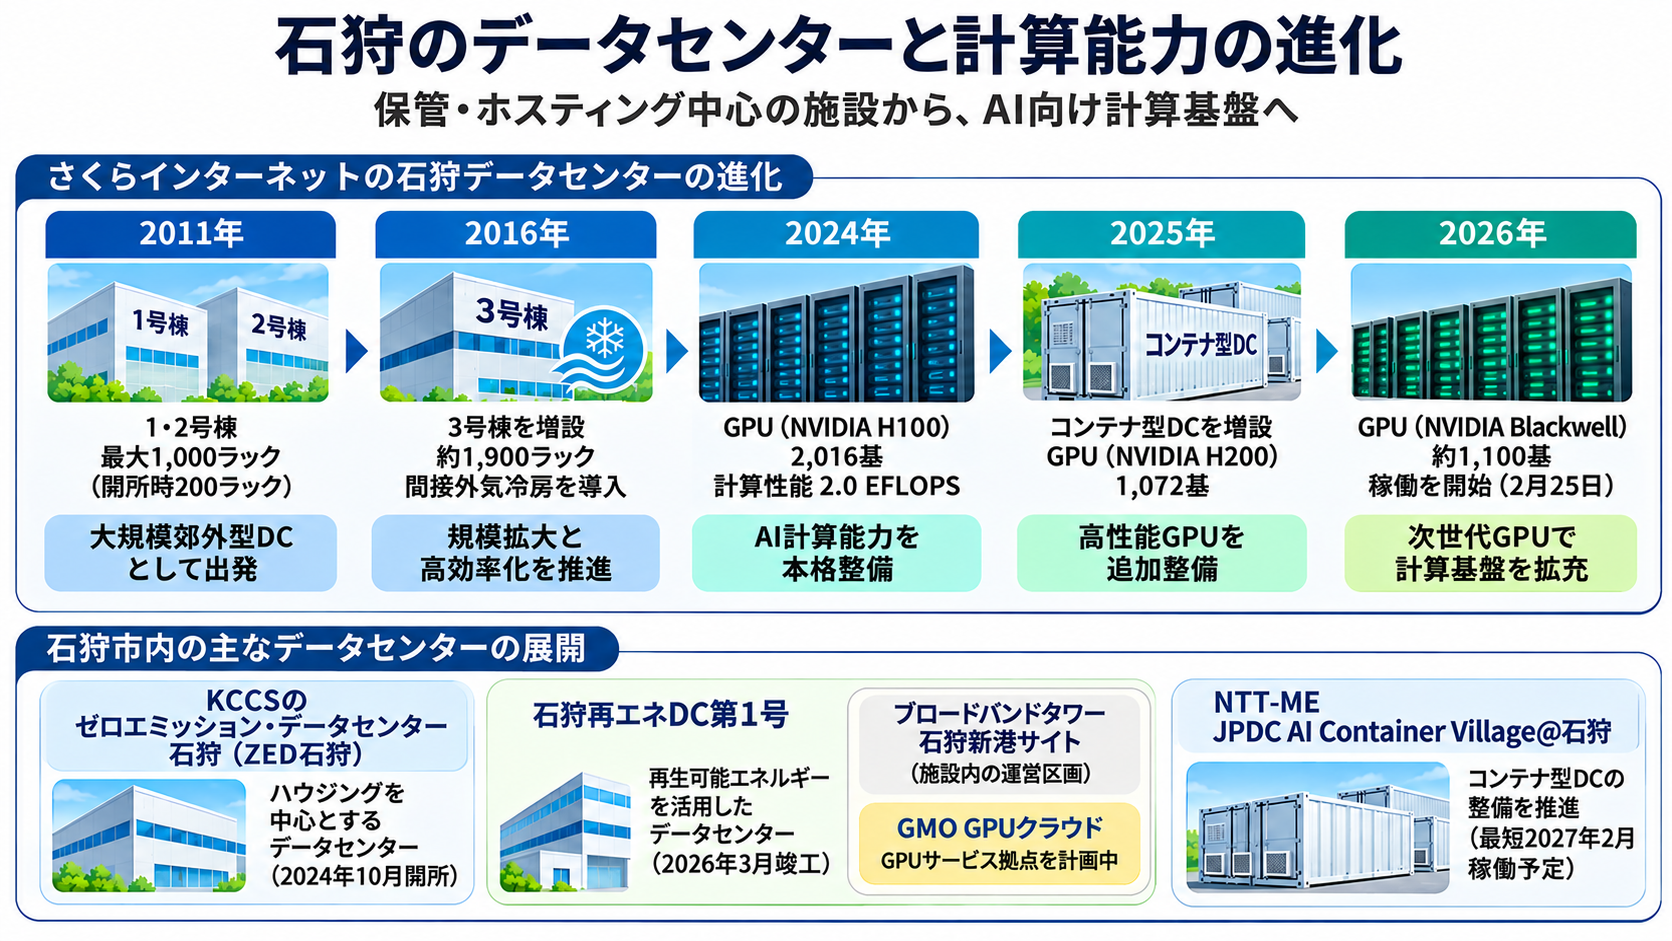 石狩のデータセンターと計算能力の進化
保管・ホスティング中心の施設から、AI向け計算基盤へ
さくらインターネットの石狩データセンターの進化
2011年
1号棟
2号棟
1・2号棟
最大1,000ラック
（開所時200ラック）
大規模郊外型DC
として出発
2016年
3号棟
3号棟を増設
約1,900ラック
間接外気冷房を導入
規模拡大と
高効率化を推進
2024年
GPU（NVIDIA H100）
2,016基
計算性能 2.0 EFLOPS
AI計算能力を
本格整備
2025年
コンテナ型DC
コンテナ型DCを増設
GPU（NVIDIA H200）
1,072基
高性能GPUを
追加整備
2026年
GPU（NVIDIA Blackwell）
約1,100基
稼働を開始（2月25日）
次世代GPUで
計算基盤を拡充
石狩市内の主なデータセンターの展開
KCCSの
ゼロエミッション・データセンター
石狩（ZED石狩）
ハウジングを
中心とする
データセンター
（2024年10月開所）
石狩再エネDC第1号
再生可能エネルギー
を活用した
データセンター
（2026年3月竣工）
ブロードバンドタワー
石狩新港サイト
（施設内の運営区画）
GMO GPUクラウド
GPUサービス拠点を計画中
NTT-ME
JPDC AI Container Village@石狩
コンテナ型DCの
整備を推進
（最短2027年2月
稼働予定）